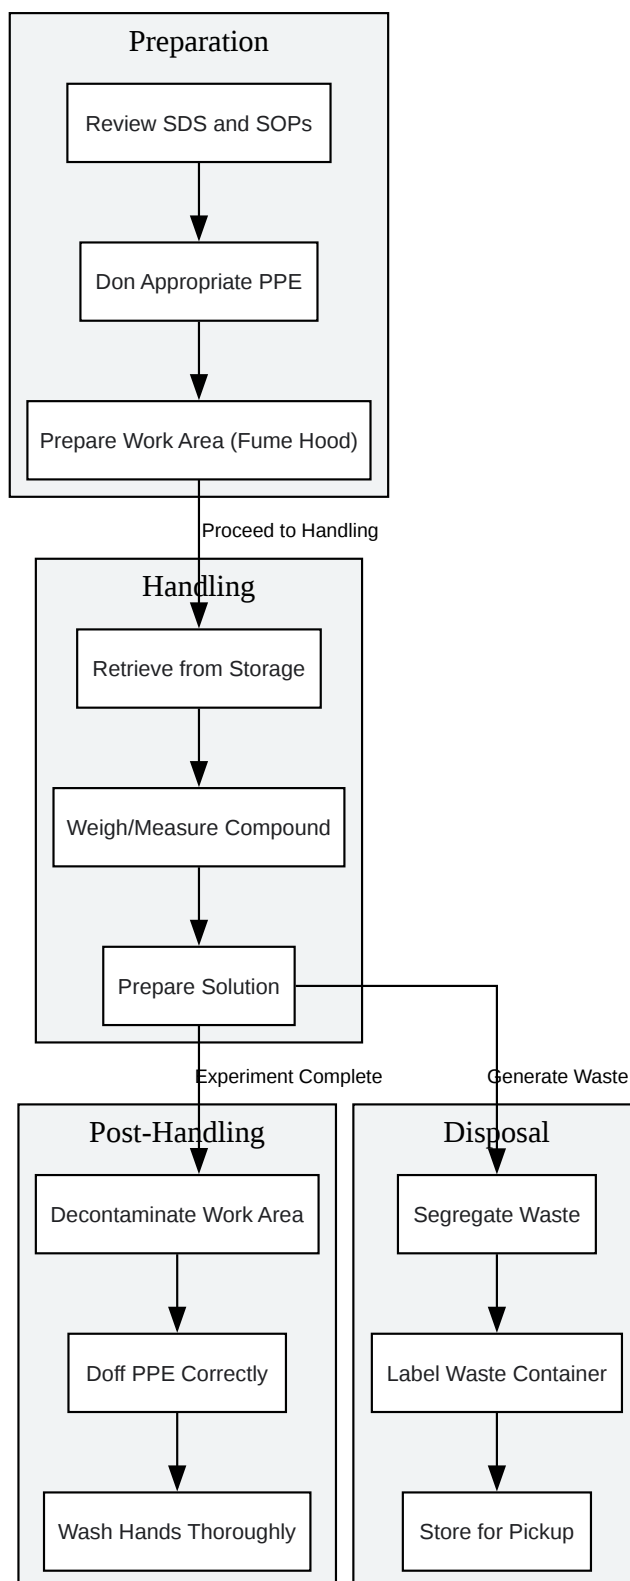 Preparation
Review SDS and SOPs
Don Appropriate PPE
Prepare Work Area (Fume Hood)
Proceed to Handling
Handling
Retrieve from Storage
Weigh/Measure Compound
Prepare Solution
Experiment Complete
Generate Waste
Post-Handling
Disposal
Decontaminate Work Area
Segregate Waste
Doff PPE Correctly
Label Waste Container
Wash Hands Thoroughly
Store for Pickup